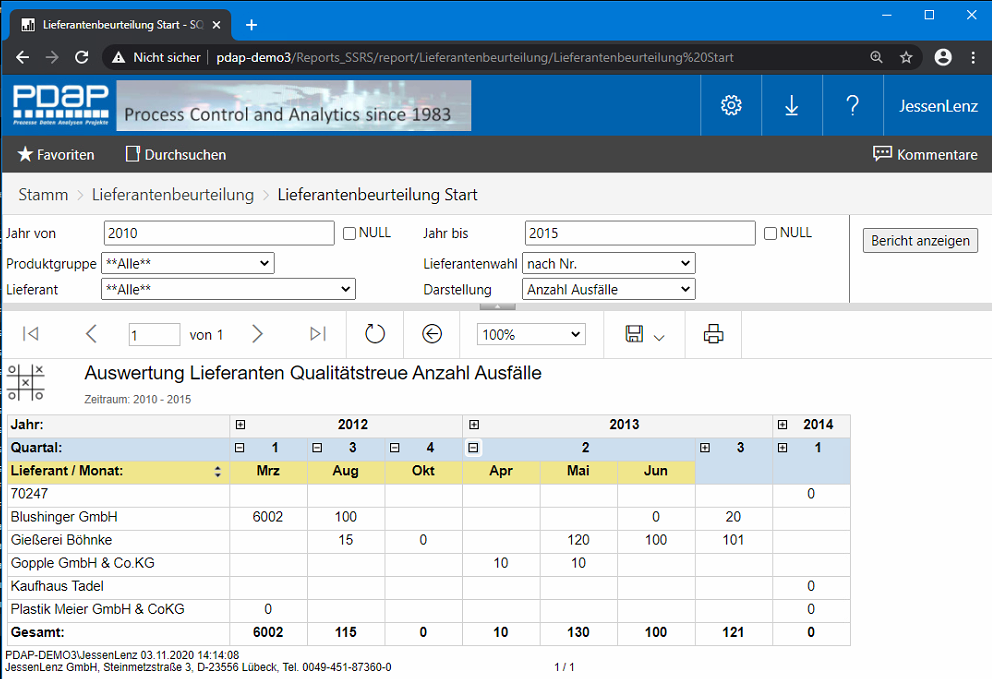 Lieferantenbeurteilung Start - SQ
Nicht sicher pdap-demo3/Reports_SSRS/report/Lieferantenbeurteilung/Lieferantenbeurteilung%20Start
PDAP
Prozesse Daten Analysen Projekte
Process Control and Analytics since 1983
? JessenLenz
Favoriten Durchsuchen Kommentare
Stamm > Lieferantenbeurteilung > Lieferantenbeurteilung Start
Jahr von 2010 NULL Jahr bis 2015 NULL Bericht anzeigen
Produktgruppe **Alle** Lieferantenwahl nach Nr.
Lieferant **Alle** Darstellung Anzahl Ausfälle
1 von 1 100%
Auswertung Lieferanten Qualitätstreue Anzahl Ausfälle
Zeitraum: 2010 - 2015
Jahr: 2012 2013 2014
Quartal: 1 3 4 2 3 1
Lieferant / Monat: Mrz Aug Okt Apr Mai Jun
70247 0
Blushinger GmbH 6002 100 0 20
Gießerei Böhnke 15 0 120 100 101
Gopple GmbH & Co.KG 10 10
Kaufhaus Tadel 0
Plastik Meier GmbH & CoKG 0 0
Gesamt: 6002 115 0 10 130 100 121 0
PDAP-DEMO3\JessenLenz 03.11.2020 14:14:08
JessenLenz GmbH, Steinmetzstraße 3, D-23556 Lübeck, Tel. 0049-451-87360-0 1 / 1